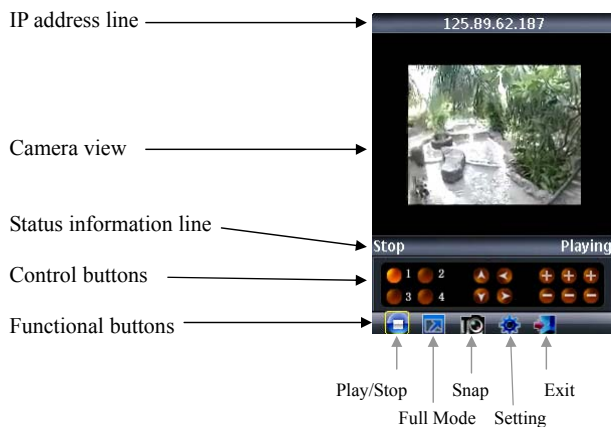 IP address line
125.89.62.187
Camera view
Status information line
Stop Playing
Control buttons
1 2
3 4
Functional buttons
Play/Stop Snap Exit
Full Mode Setting